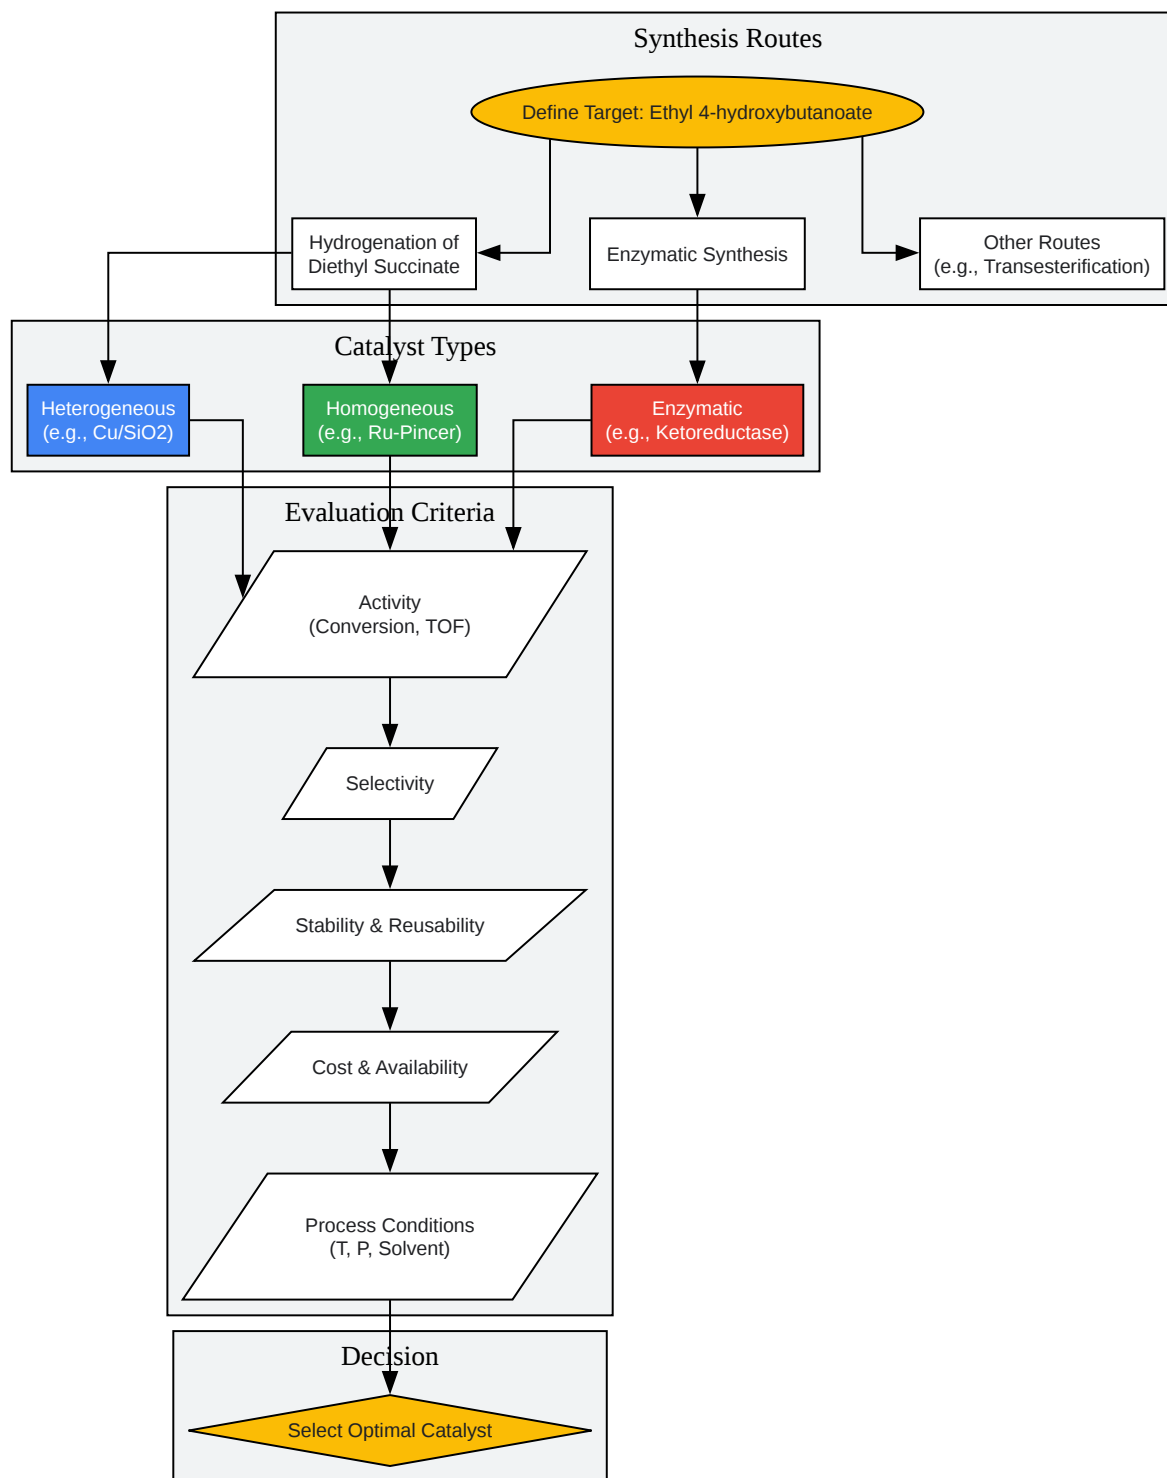 Synthesis Routes
Define Target: Ethyl 4-hydroxybutanoate
Hydrogenation of
Diethyl Succinate
Enzymatic Synthesis
Other Routes
(e.g., Transesterification)
Catalyst Types
Heterogeneous
(e.g., Cu/SiO2)
Homogeneous
(e.g., Ru-Pincer)
Enzymatic
(e.g., Ketoreductase)
Evaluation Criteria
Activity
(Conversion, TOF)
Selectivity
Stability & Reusability
Cost & Availability
Process Conditions
(T, P, Solvent)
Decision
Select Optimal Catalyst